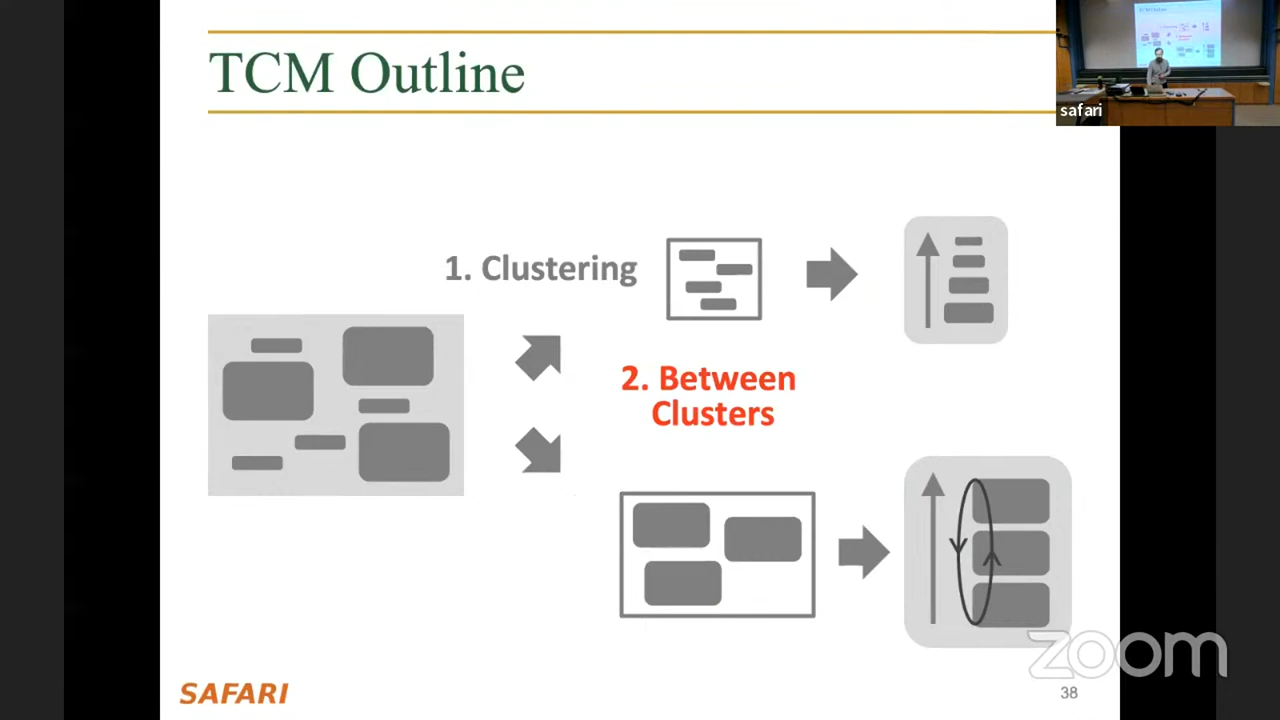 TCM Outline
safari
1. Clustering
2. Between
Clusters
SAFARI
zoom
38